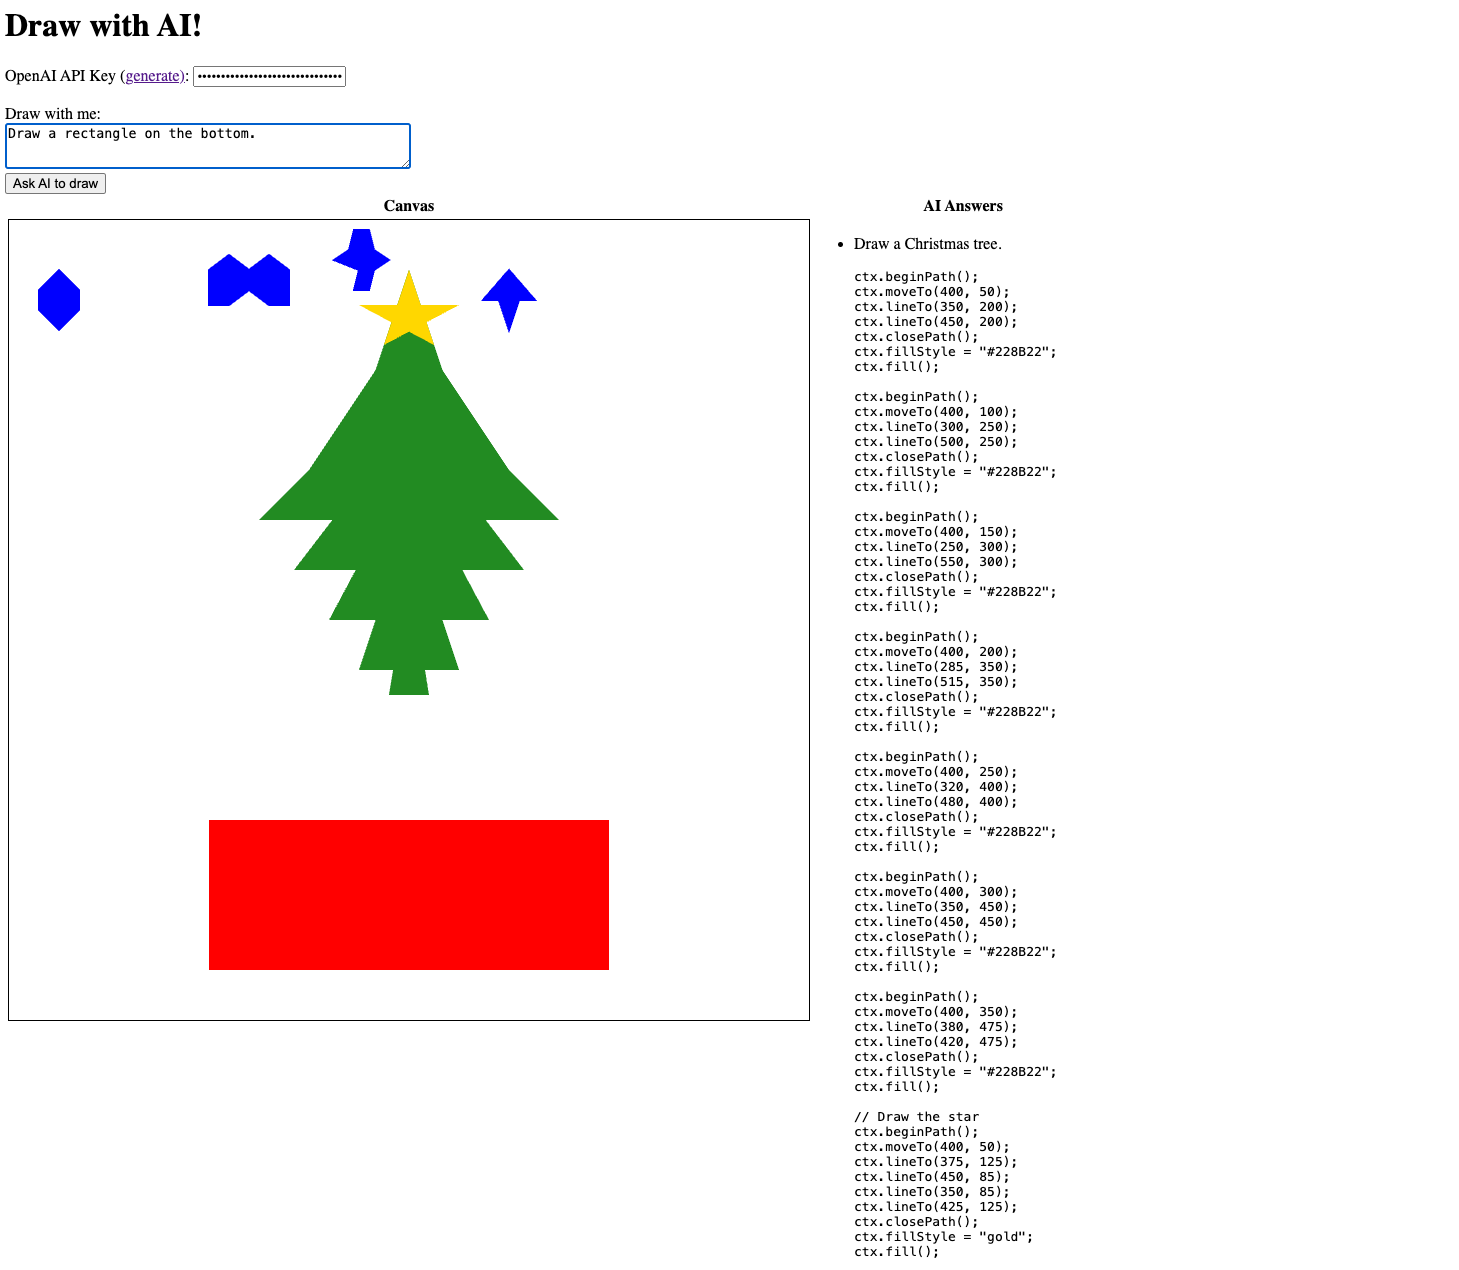 Draw with AI!
OpenAI API Key (generate): ••••••••••••••••••••••••••••••
Draw with me:
Draw a rectangle on the bottom.
Ask AI to draw
Canvas
AI Answers
• Draw a Christmas tree.
ctx.beginPath();
ctx.moveTo(400, 50);
ctx.lineTo(350, 200);
ctx.lineTo(450, 200);
ctx.closePath();
ctx.fillStyle = "#228B22";
ctx.fill();
ctx.beginPath();
ctx.moveTo(400, 100);
ctx.lineTo(300, 250);
ctx.lineTo(500, 250);
ctx.closePath();
ctx.fillStyle = "#228B22";
ctx.fill();
ctx.beginPath();
ctx.moveTo(400, 150);
ctx.lineTo(250, 300);
ctx.lineTo(550, 300);
ctx.closePath();
ctx.fillStyle = "#228B22";
ctx.fill();
ctx.beginPath();
ctx.moveTo(400, 200);
ctx.lineTo(285, 350);
ctx.lineTo(515, 350);
ctx.closePath();
ctx.fillStyle = "#228B22";
ctx.fill();
ctx.beginPath();
ctx.moveTo(400, 250);
ctx.lineTo(320, 400);
ctx.lineTo(480, 400);
ctx.closePath();
ctx.fillStyle = "#228B22";
ctx.fill();
ctx.beginPath();
ctx.moveTo(400, 300);
ctx.lineTo(350, 450);
ctx.lineTo(450, 450);
ctx.closePath();
ctx.fillStyle = "#228B22";
ctx.fill();
ctx.beginPath();
ctx.moveTo(400, 350);
ctx.lineTo(380, 475);
ctx.lineTo(420, 475);
ctx.closePath();
ctx.fillStyle = "#228B22";
ctx.fill();
// Draw the star
ctx.beginPath();
ctx.moveTo(400, 50);
ctx.lineTo(375, 125);
ctx.lineTo(450, 85);
ctx.lineTo(350, 85);
ctx.lineTo(425, 125);
ctx.closePath();
ctx.fillStyle = "gold";
ctx.fill();